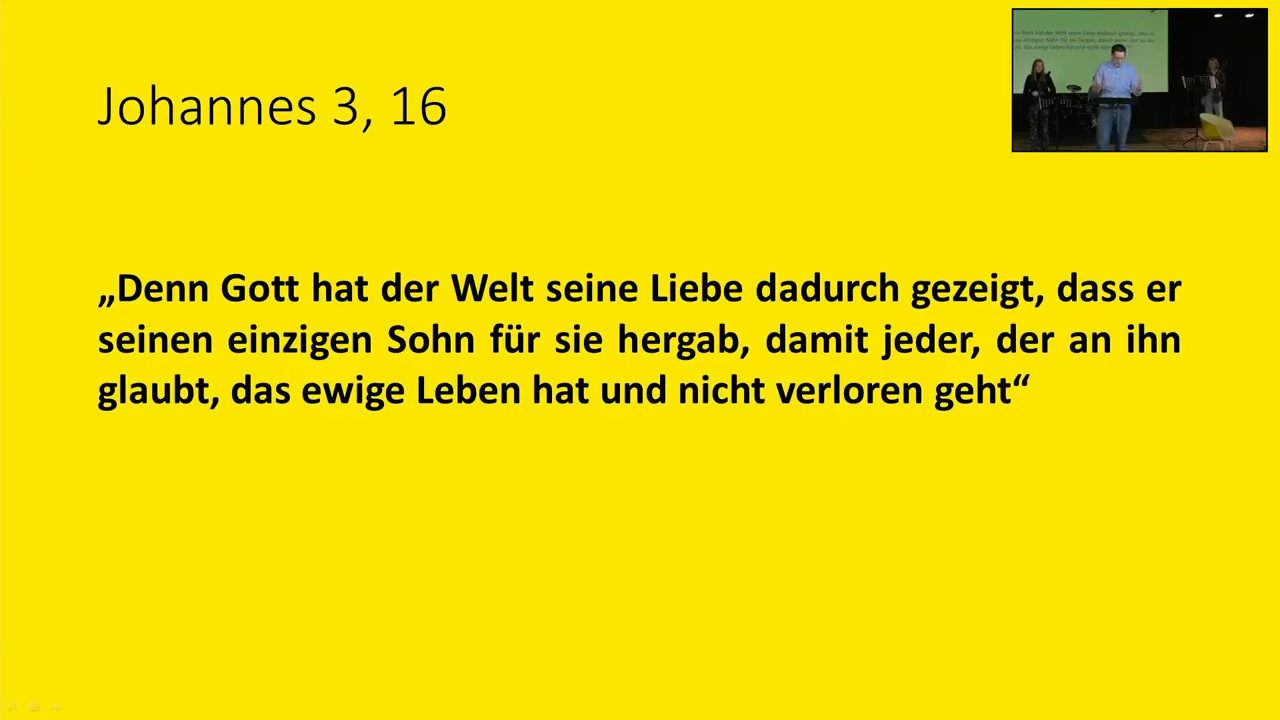 Johannes 3, 16
„Denn Gott hat der Welt seine Liebe dadurch gezeigt, dass er
seinen einzigen Sohn für sie hergab, damit jeder, der an ihn
glaubt, das ewige Leben hat und nicht verloren geht“